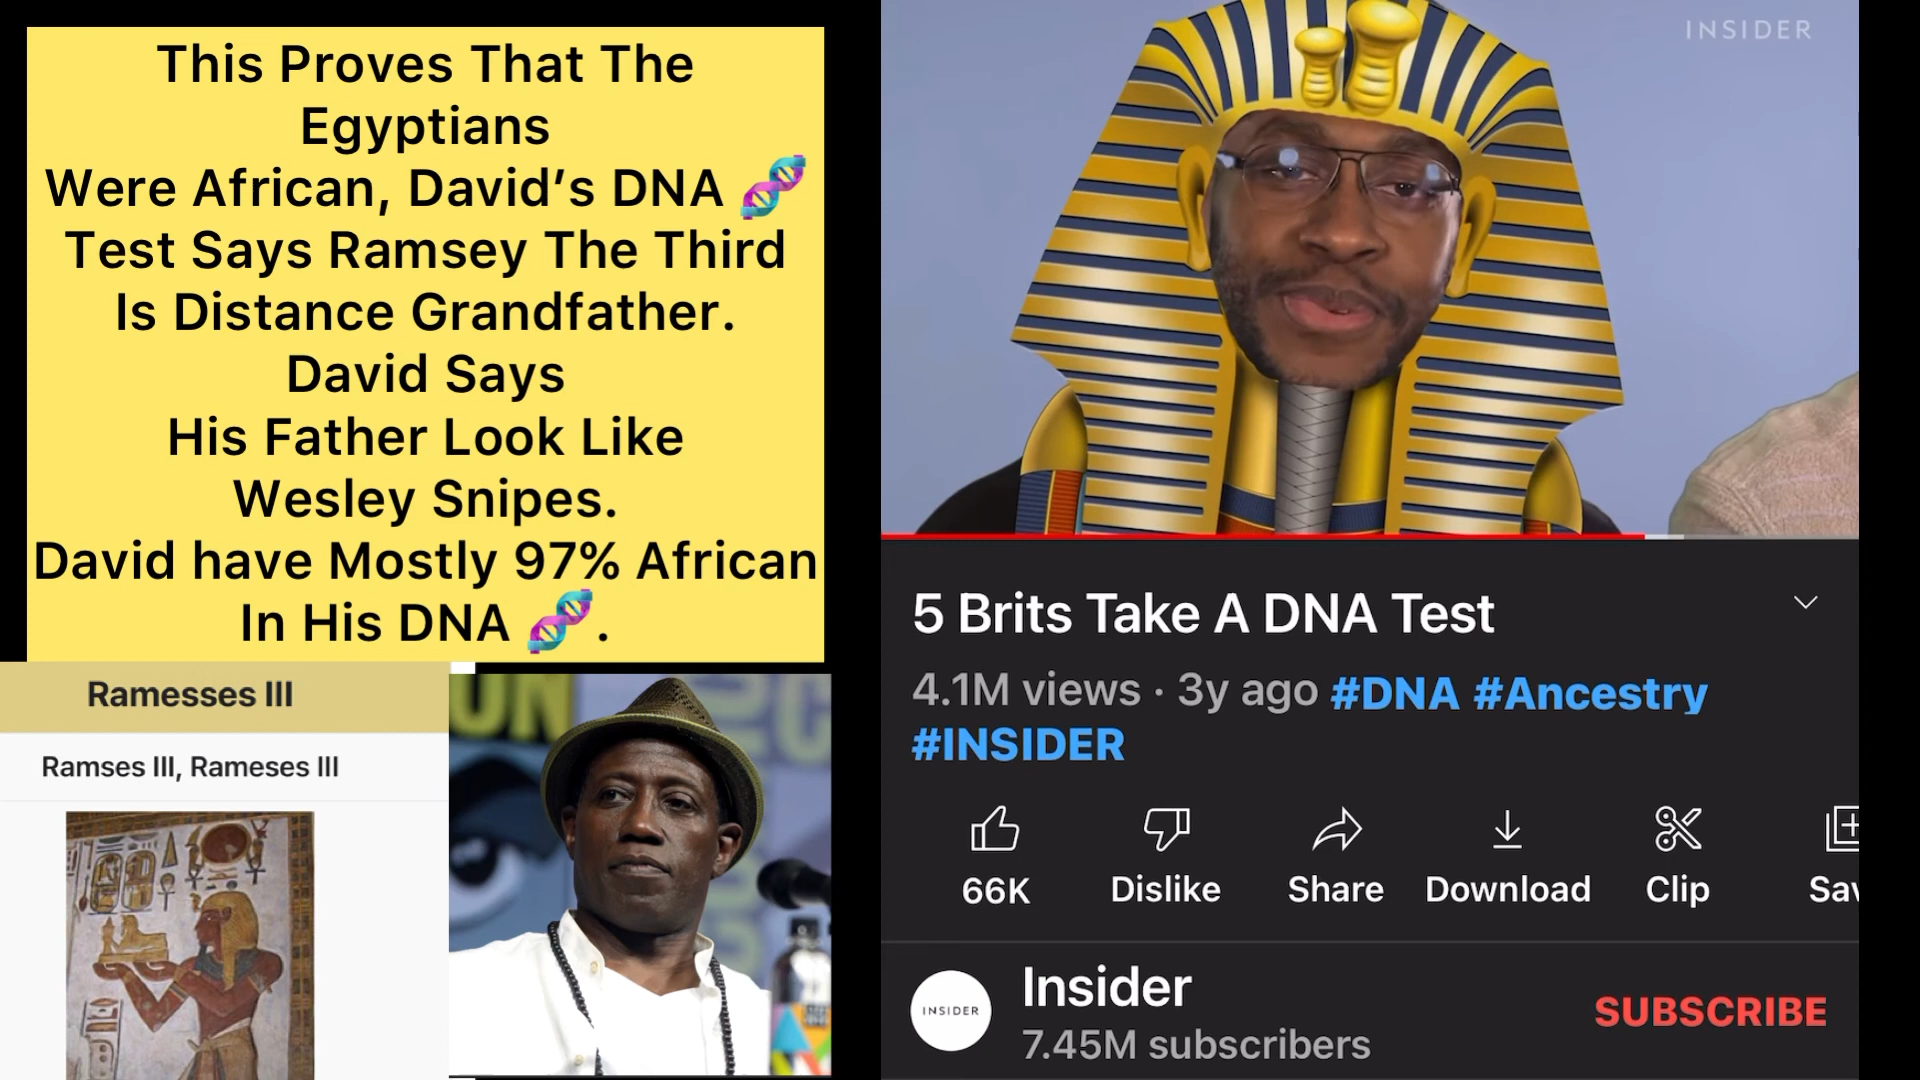 This Proves That The
Egyptians
Were African, David’s DNA 🧬
Test Says Ramsey The Third
Is Distance Grandfather.
David Says
His Father Look Like
Wesley Snipes.
David have Mostly 97% African
In His DNA 🧬.
Ramesses III
Ramses III, Rameses III
INSIDER
5 Brits Take A DNA Test
4.1M views · 3y ago #DNA #Ancestry
#INSIDER
66K Dislike Share Download Clip Sav
INSIDER
Insider
7.45M subscribers
SUBSCRIBE